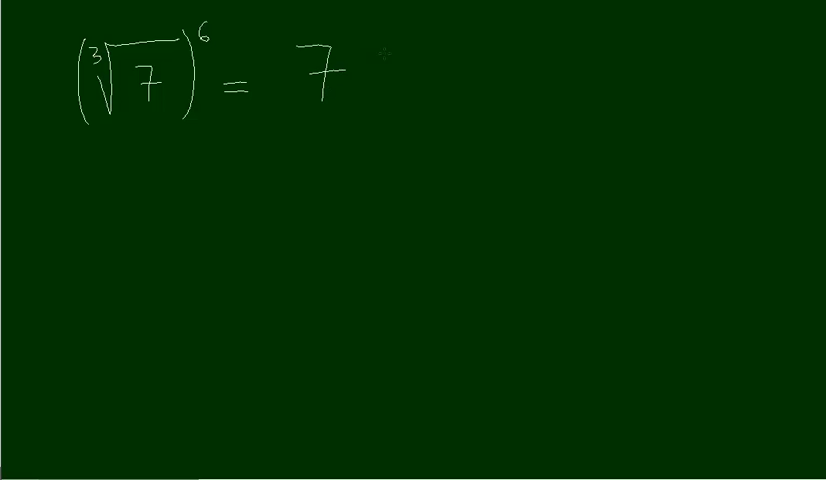 (∛7)⁶ = 7